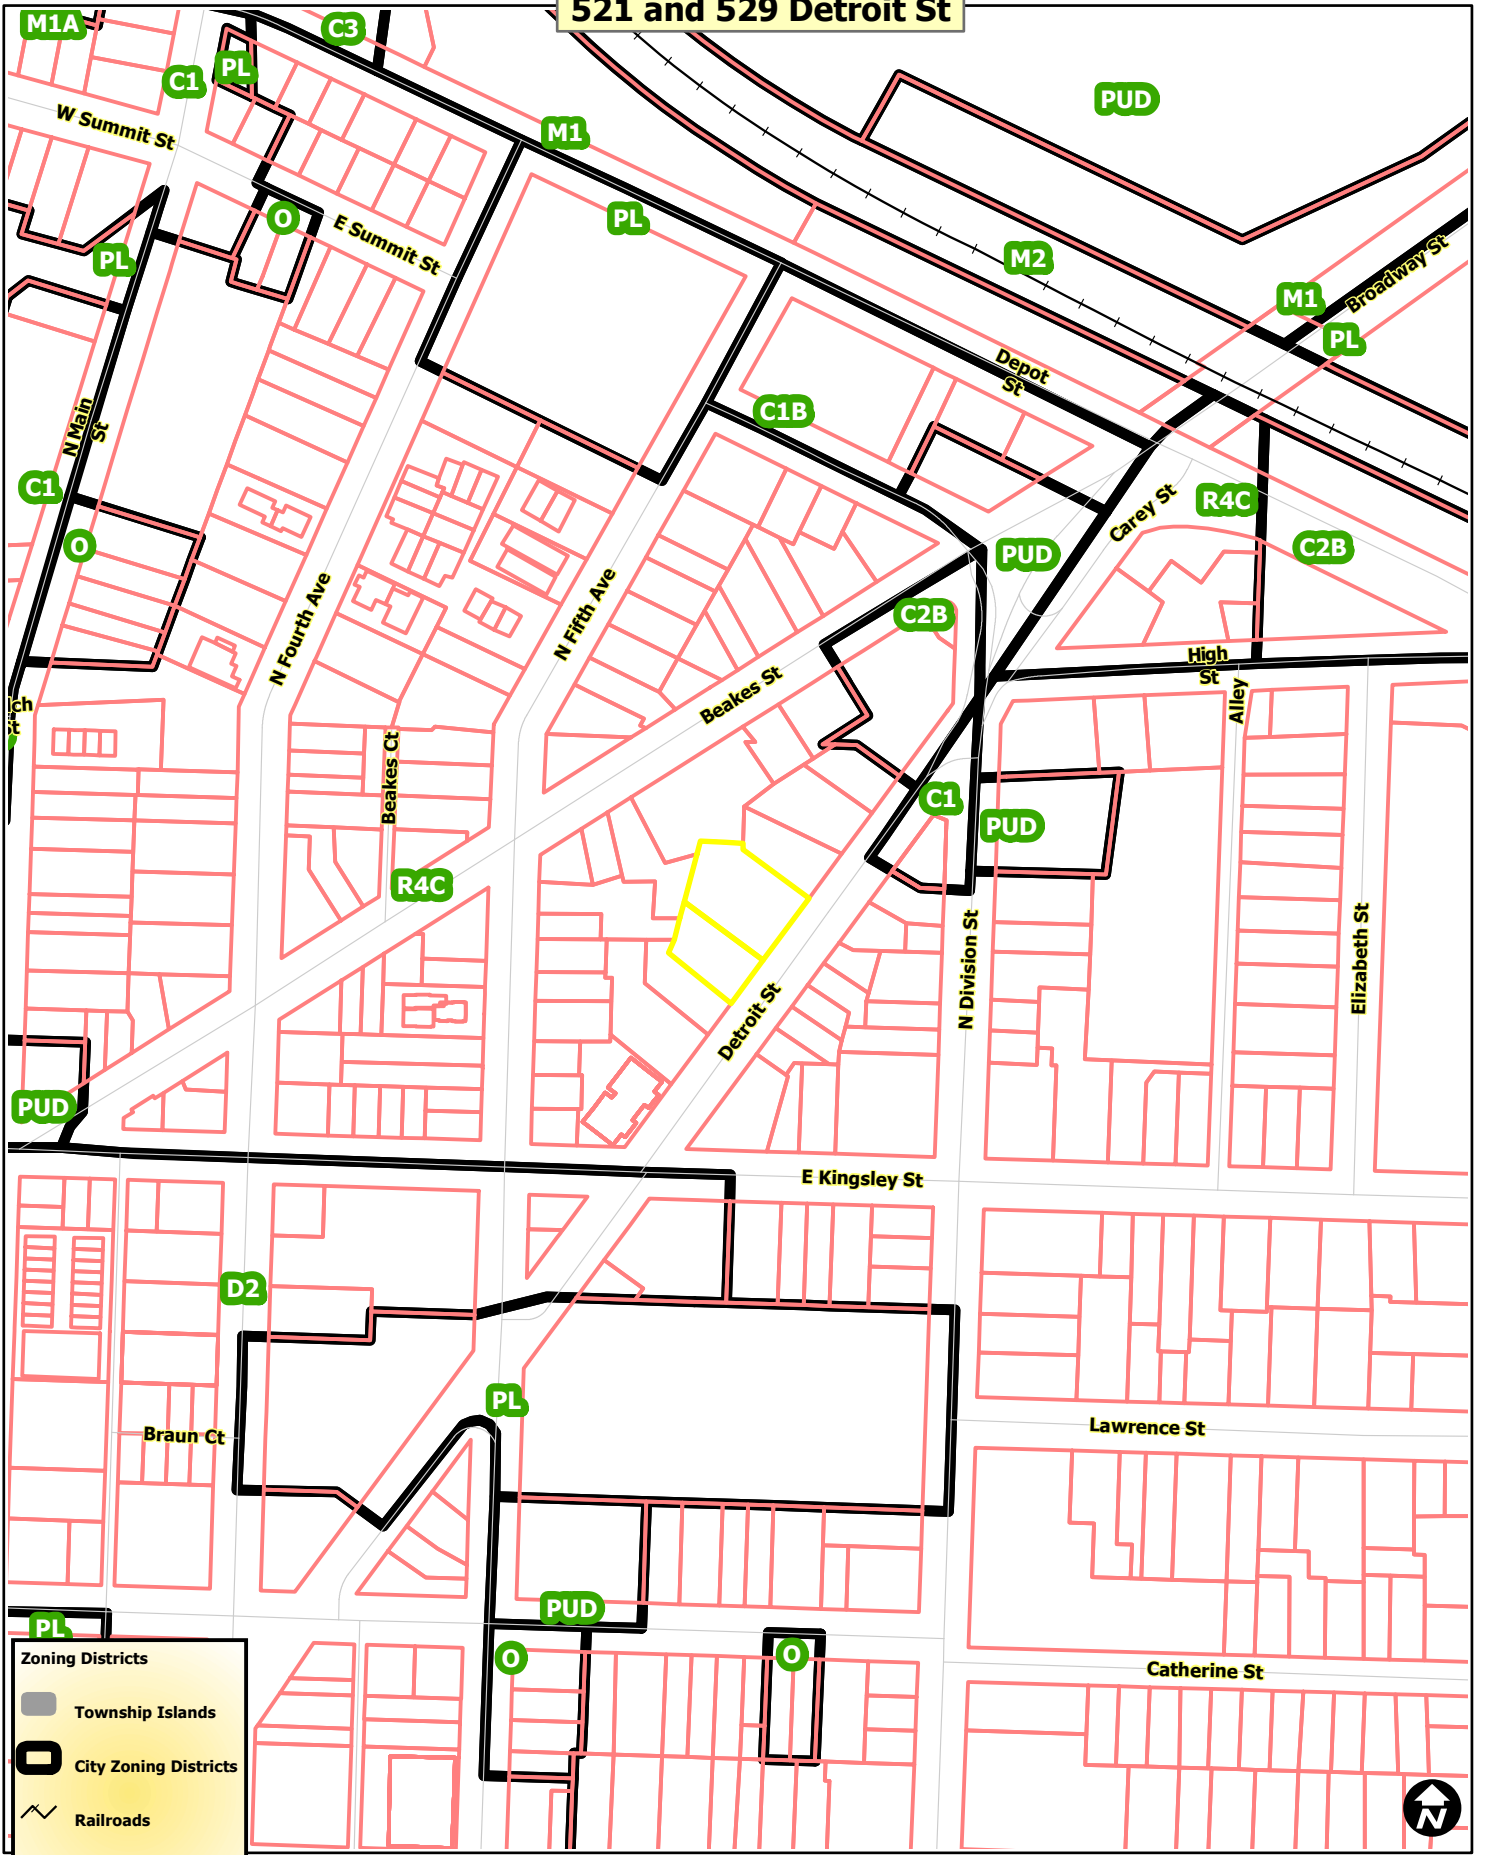 521 and 529 Detroit St
M1A
C3
PL
C1
PUD
W Summit St
M1
O
PL
E Summit St
PL
M2
M1
Broadway St
PL
Depot
St
C1B
N Main
St
C1
Carey St
R4C
O
PUD
C2B
N Fourth Ave
N Fifth Ave
C2B
High
St
Beakes St
Alley
ch
St
Beakes Ct
C1
PUD
R4C
Elizabeth St
N Division St
Detroit St
PUD
E Kingsley St
D2
PL
Braun Ct
Lawrence St
PUD
PL
O
O
Catherine St
Zoning Districts
Township Islands
City Zoning Districts
Railroads
N